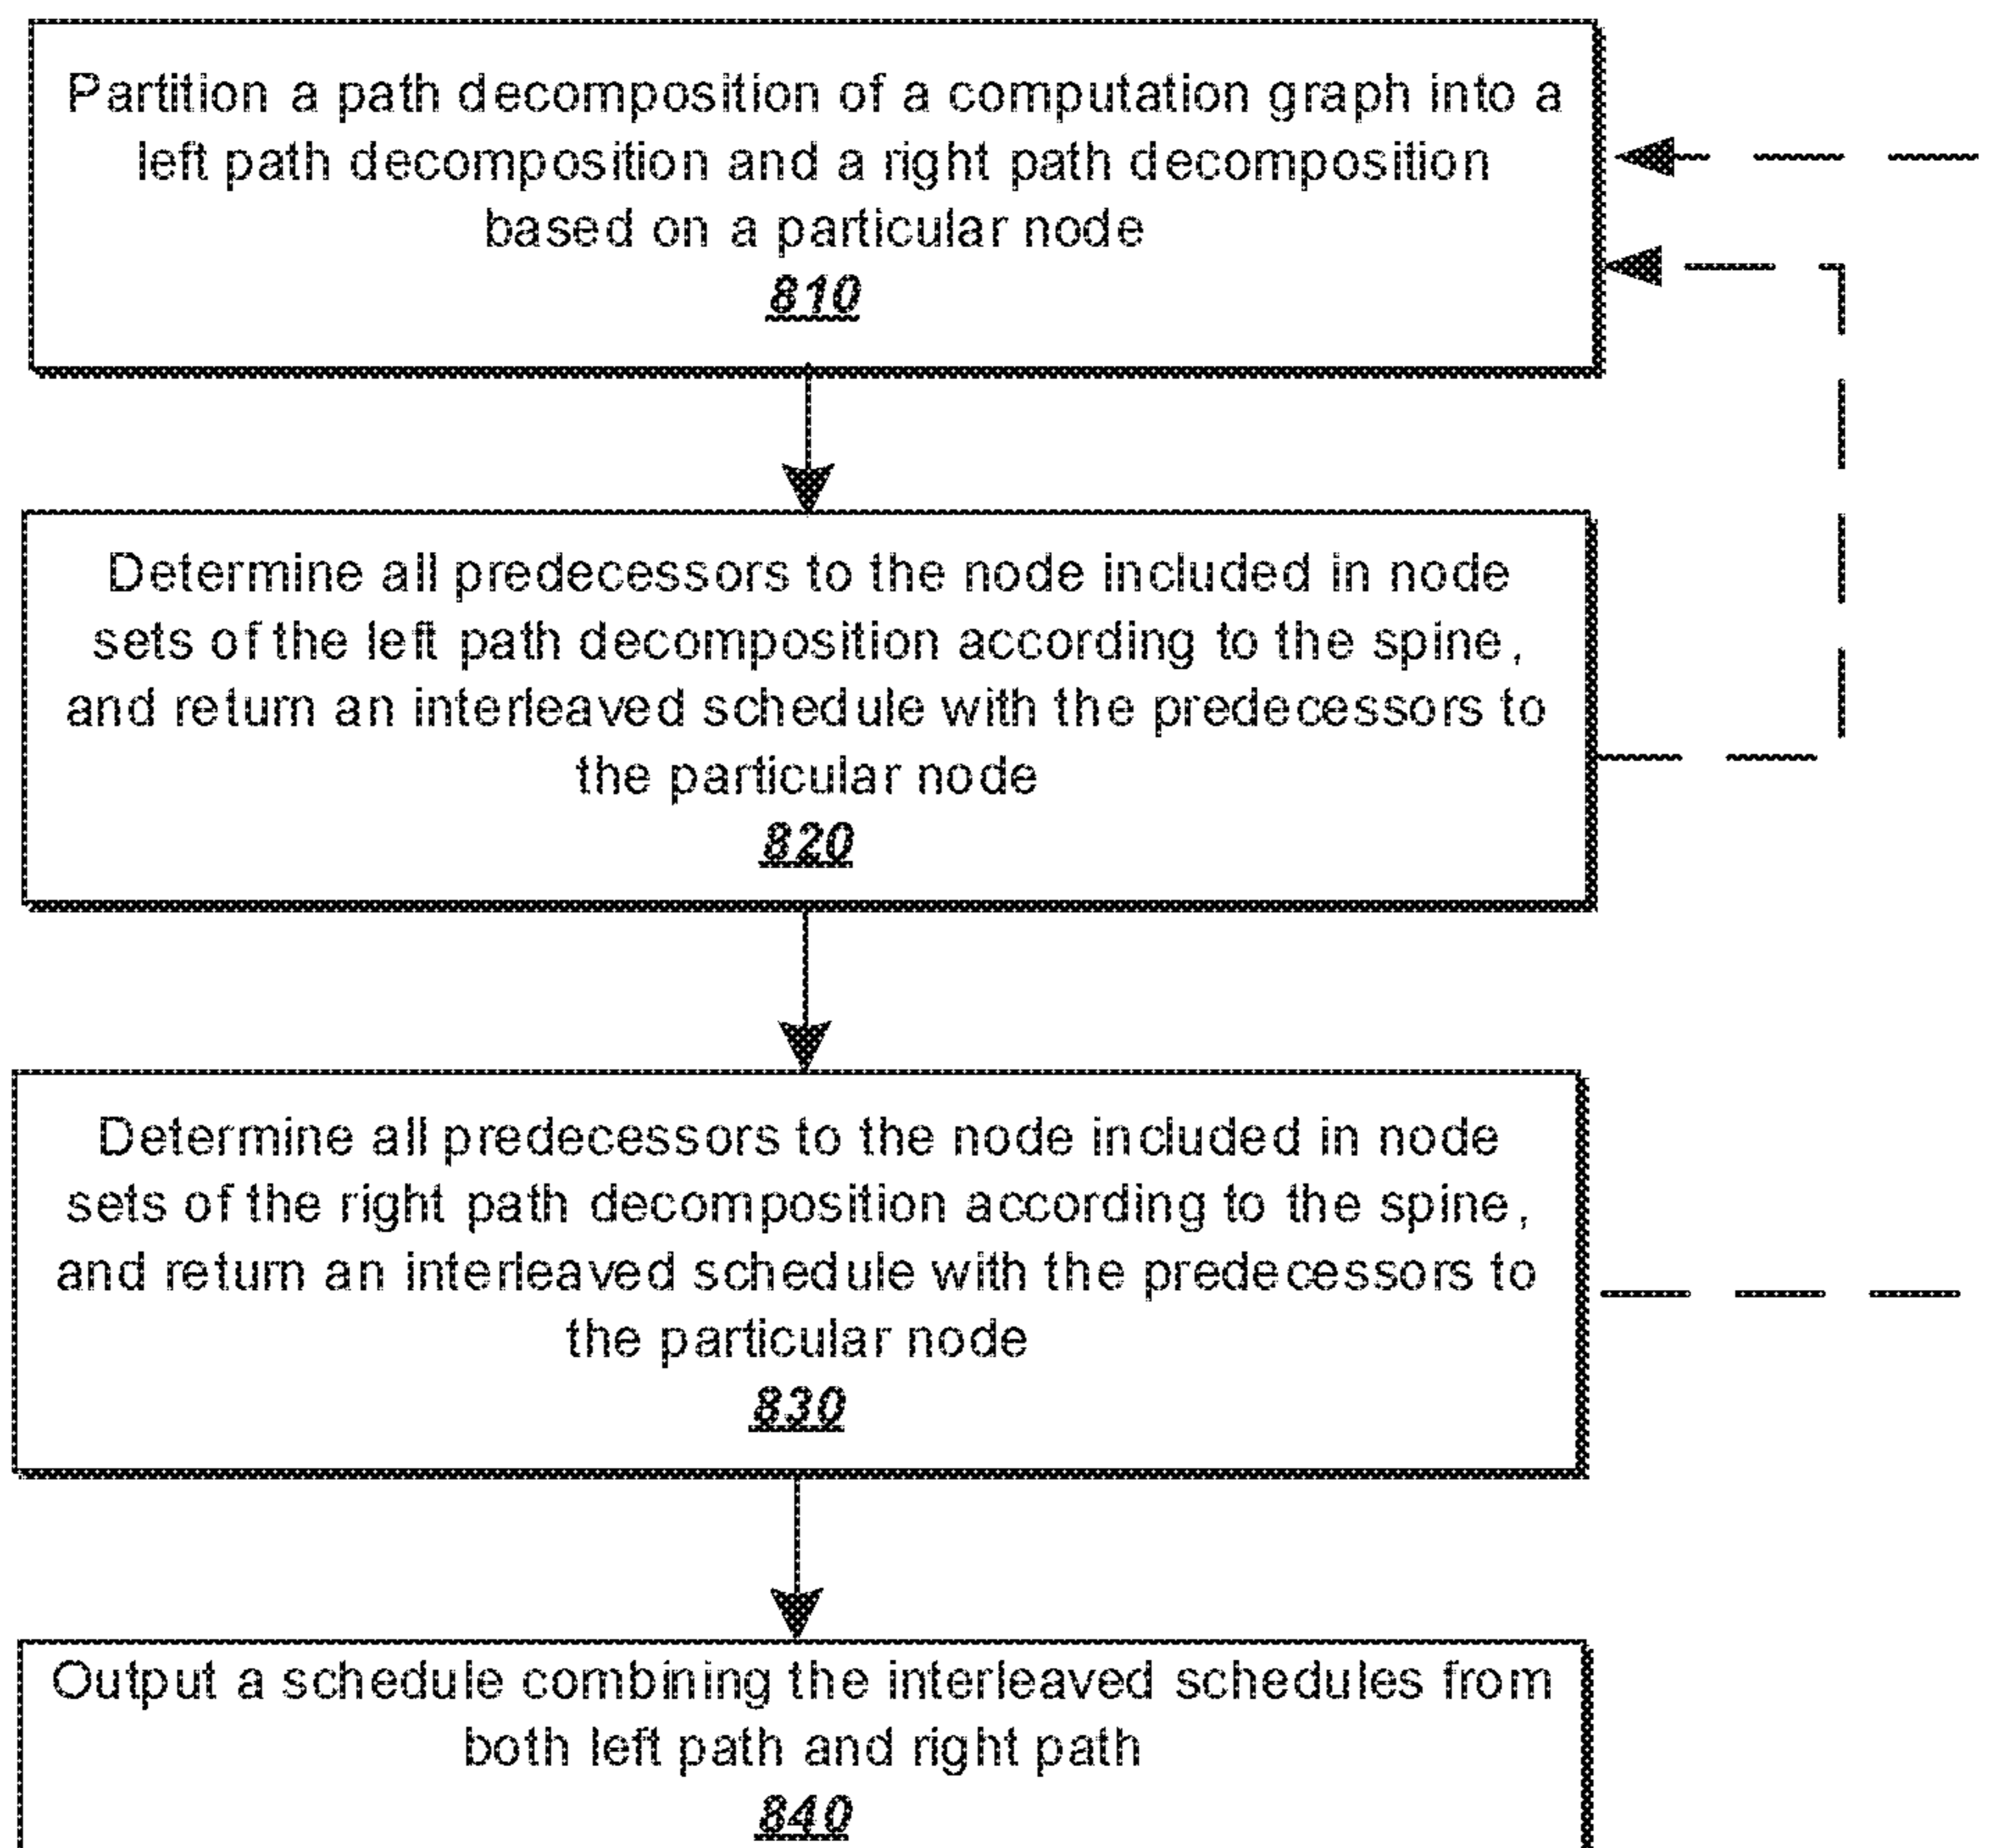 Partition a path decomposition of a computation graph into a
left path decomposition and a right path decomposition
based on a particular node
810
Determine all predecessors to the node included in node
sets of the left path decomposition according to the spine,
and return an interleaved schedule with the predecessors to
the particular node
820
Determine all predecessors to the node included in node
sets of the right path decomposition according to the spine,
and return an interleaved schedule with the predecessors to
the particular node
830
Output a schedule combining the interleaved schedules from
both left path and right path
840